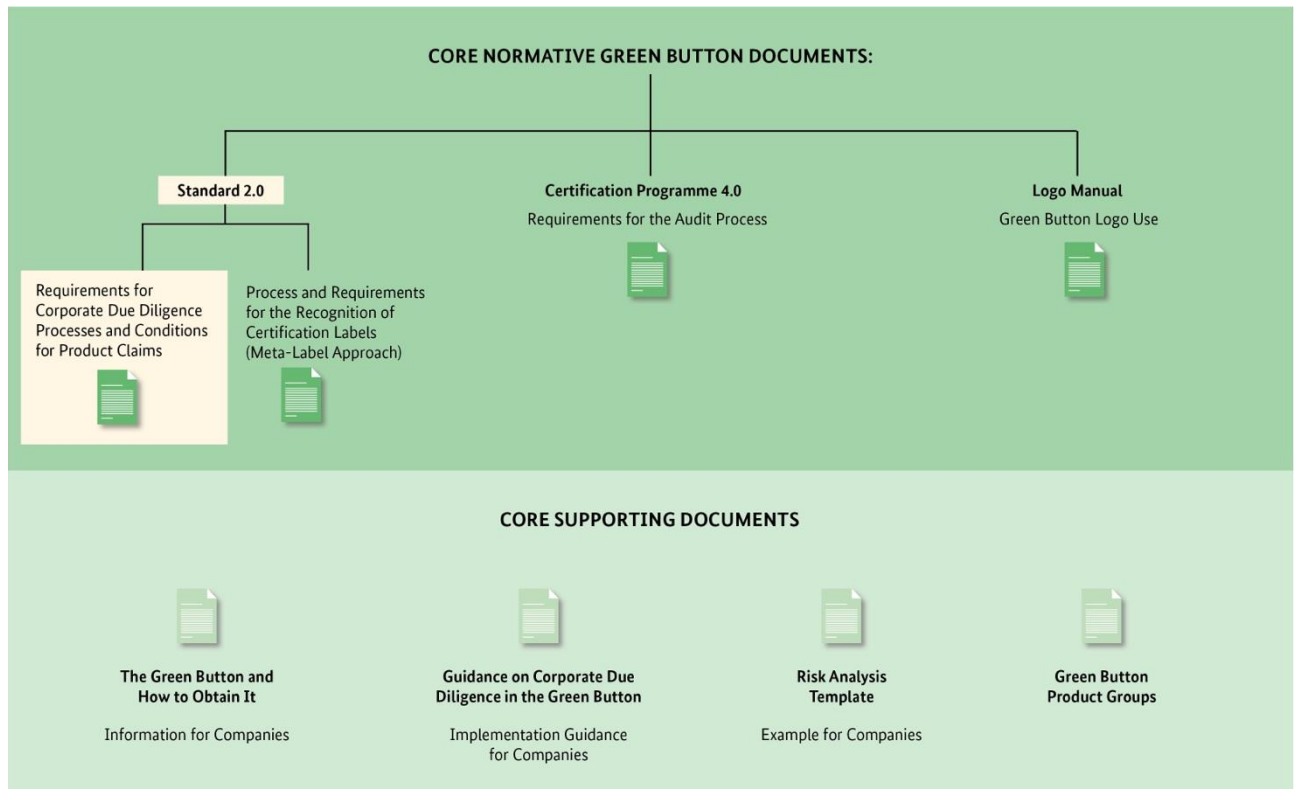 CORE NORMATIVE GREEN BUTTON DOCUMENTS:
Standard 2.0
Requirements for
Corporate Due Diligence
Processes and Conditions
for Product Claims
Process and Requirements
for the Recognition of
Certification Labels
(Meta-Label Approach)
Certification Programme 4.0
Requirements for the Audit Process
Logo Manual
Green Button Logo Use
CORE SUPPORTING DOCUMENTS
The Green Button and
How to Obtain It
Information for Companies
Guidance on Corporate Due
Diligence in the Green Button
Implementation Guidance
for Companies
Risk Analysis
Template
Example for Companies
Green Button
Product Groups